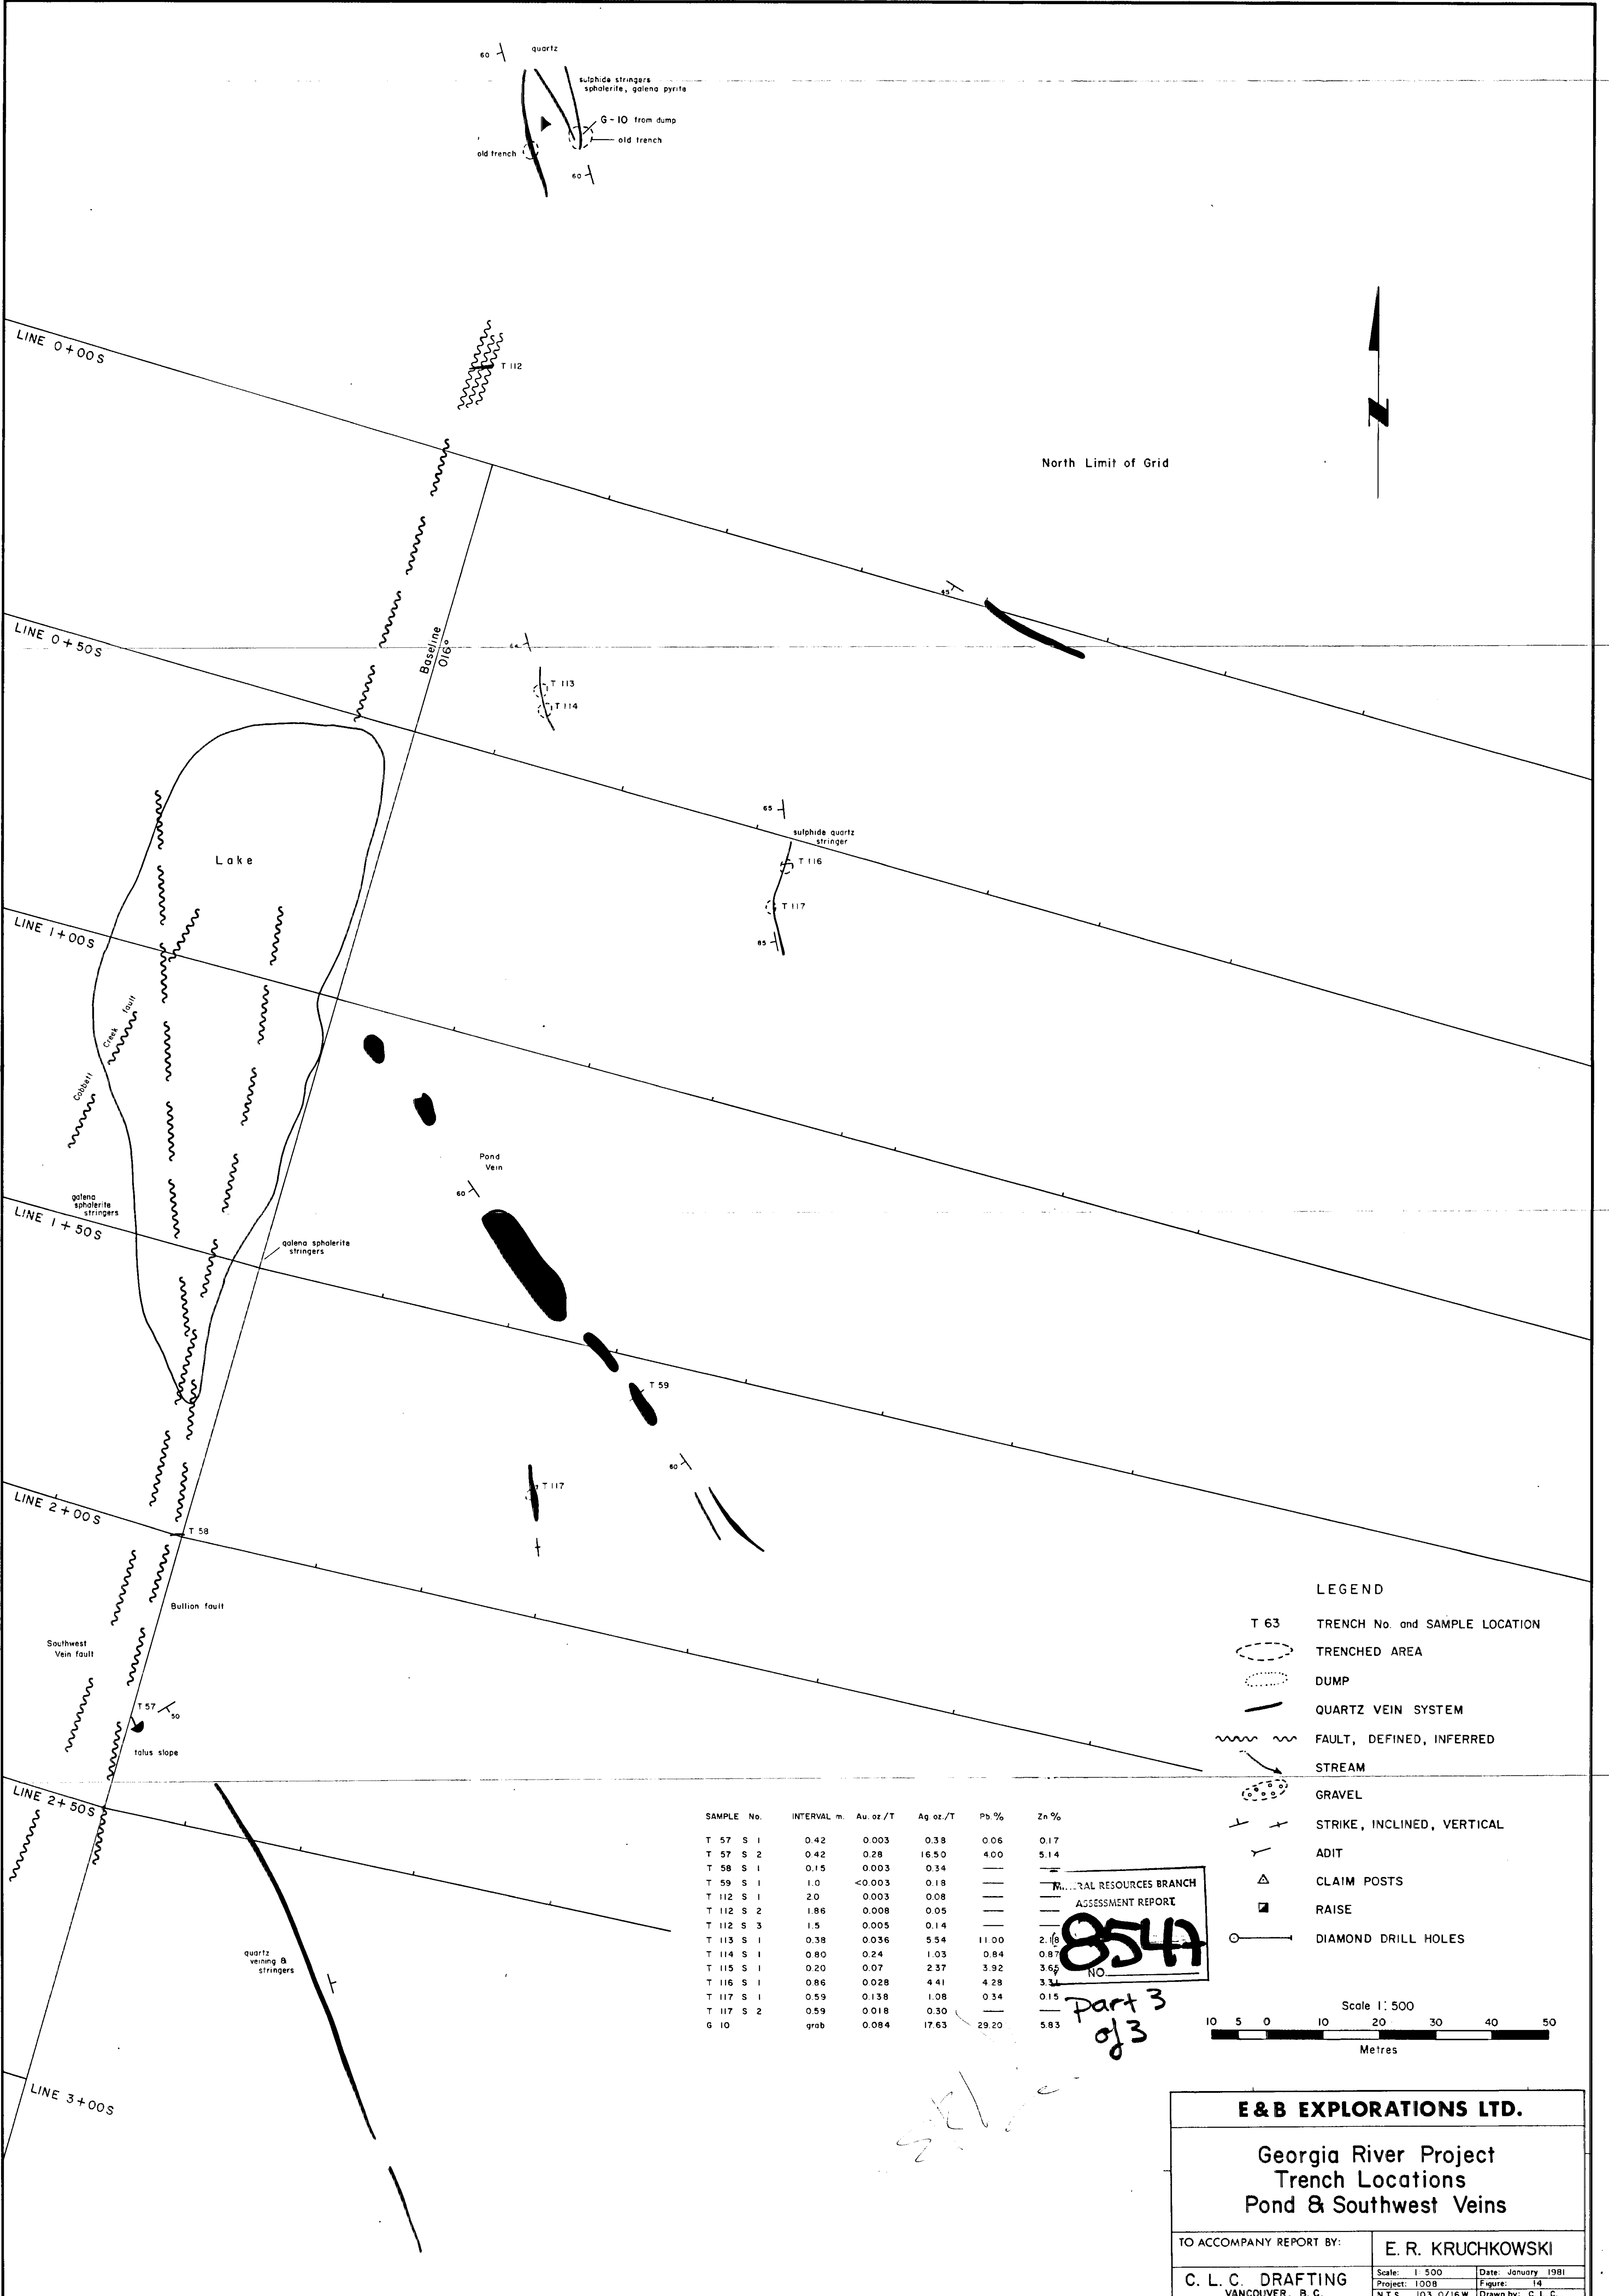 60
quartz
sulphide stringers
sphalerite, galena pyrite
G-10 from dump
old trench
old trench
60
LINE 0+00S
T 112
North Limit of Grid
N
45
LINE 0+50S
Baseline
016°
T 113
T 114
65
sulphide quartz
stringer
T 116
T 117
85
Lake
LINE 1+00S
Cobbett Creek fault
Pond
Vein
60
galena
sphalerite
stringers
LINE 1+50S
galena sphalerite
stringers
T 59
60
T 117
LINE 2+00S
T 58
Bullion fault
Southwest
Vein fault
T 57
50
talus slope
LINE 2+50S
quartz
veining &
stringers
LINE 3+00S
LEGEND
T 63 TRENCH No. and SAMPLE LOCATION
TRENCHED AREA
DUMP
QUARTZ VEIN SYSTEM
FAULT, DEFINED, INFERRED
STREAM
GRAVEL
STRIKE, INCLINED, VERTICAL
ADIT
CLAIM POSTS
RAISE
DIAMOND DRILL HOLES
SAMPLE No. INTERVAL m. Au. oz/T Ag. oz./T Pb.% Zn %
T 57 S 1 0.42 0.003 0.38 0.06 0.17
T 57 S 2 0.42 0.28 16.50 4.00 5.14
T 58 S 1 0.15 0.003 0.34 — —
T 59 S 1 1.0 <0.003 0.18 — —
T 112 S 1 2.0 0.003 0.08 — —
T 112 S 2 1.86 0.008 0.05 — —
T 112 S 3 1.5 0.005 0.14 — —
T 113 S 1 0.38 0.036 5.54 11.00 2.18
T 114 S 1 0.80 0.24 1.03 0.84 0.87
T 115 S 1 0.20 0.07 2.37 3.92 3.65
T 116 S 1 0.86 0.028 4.41 4.28
T 117 S 1 0.59 0.138 1.08 0.34 0.15
T 117 S 2 0.59 0.018 0.30 — —
G 10 grab 0.084 17.63 29.20 5.83
RESOURCES BRANCH
ASSESSMENT REPORT
8547
NO.
Part 3
of 3
Scale 1:500
10 5 0 10 20 30 40 50
Metres
E & B EXPLORATIONS LTD.
Georgia River Project
Trench Locations
Pond & Southwest Veins
TO ACCOMPANY REPORT BY: E. R. KRUCHKOWSKI
C. L. C. DRAFTING
VANCOUVER, B. C.
Scale: 1:500 Date: January 1981
Project: 1008 Figure: 14
N.T.S. 103 O/16 W Drawn by: C. L. C.